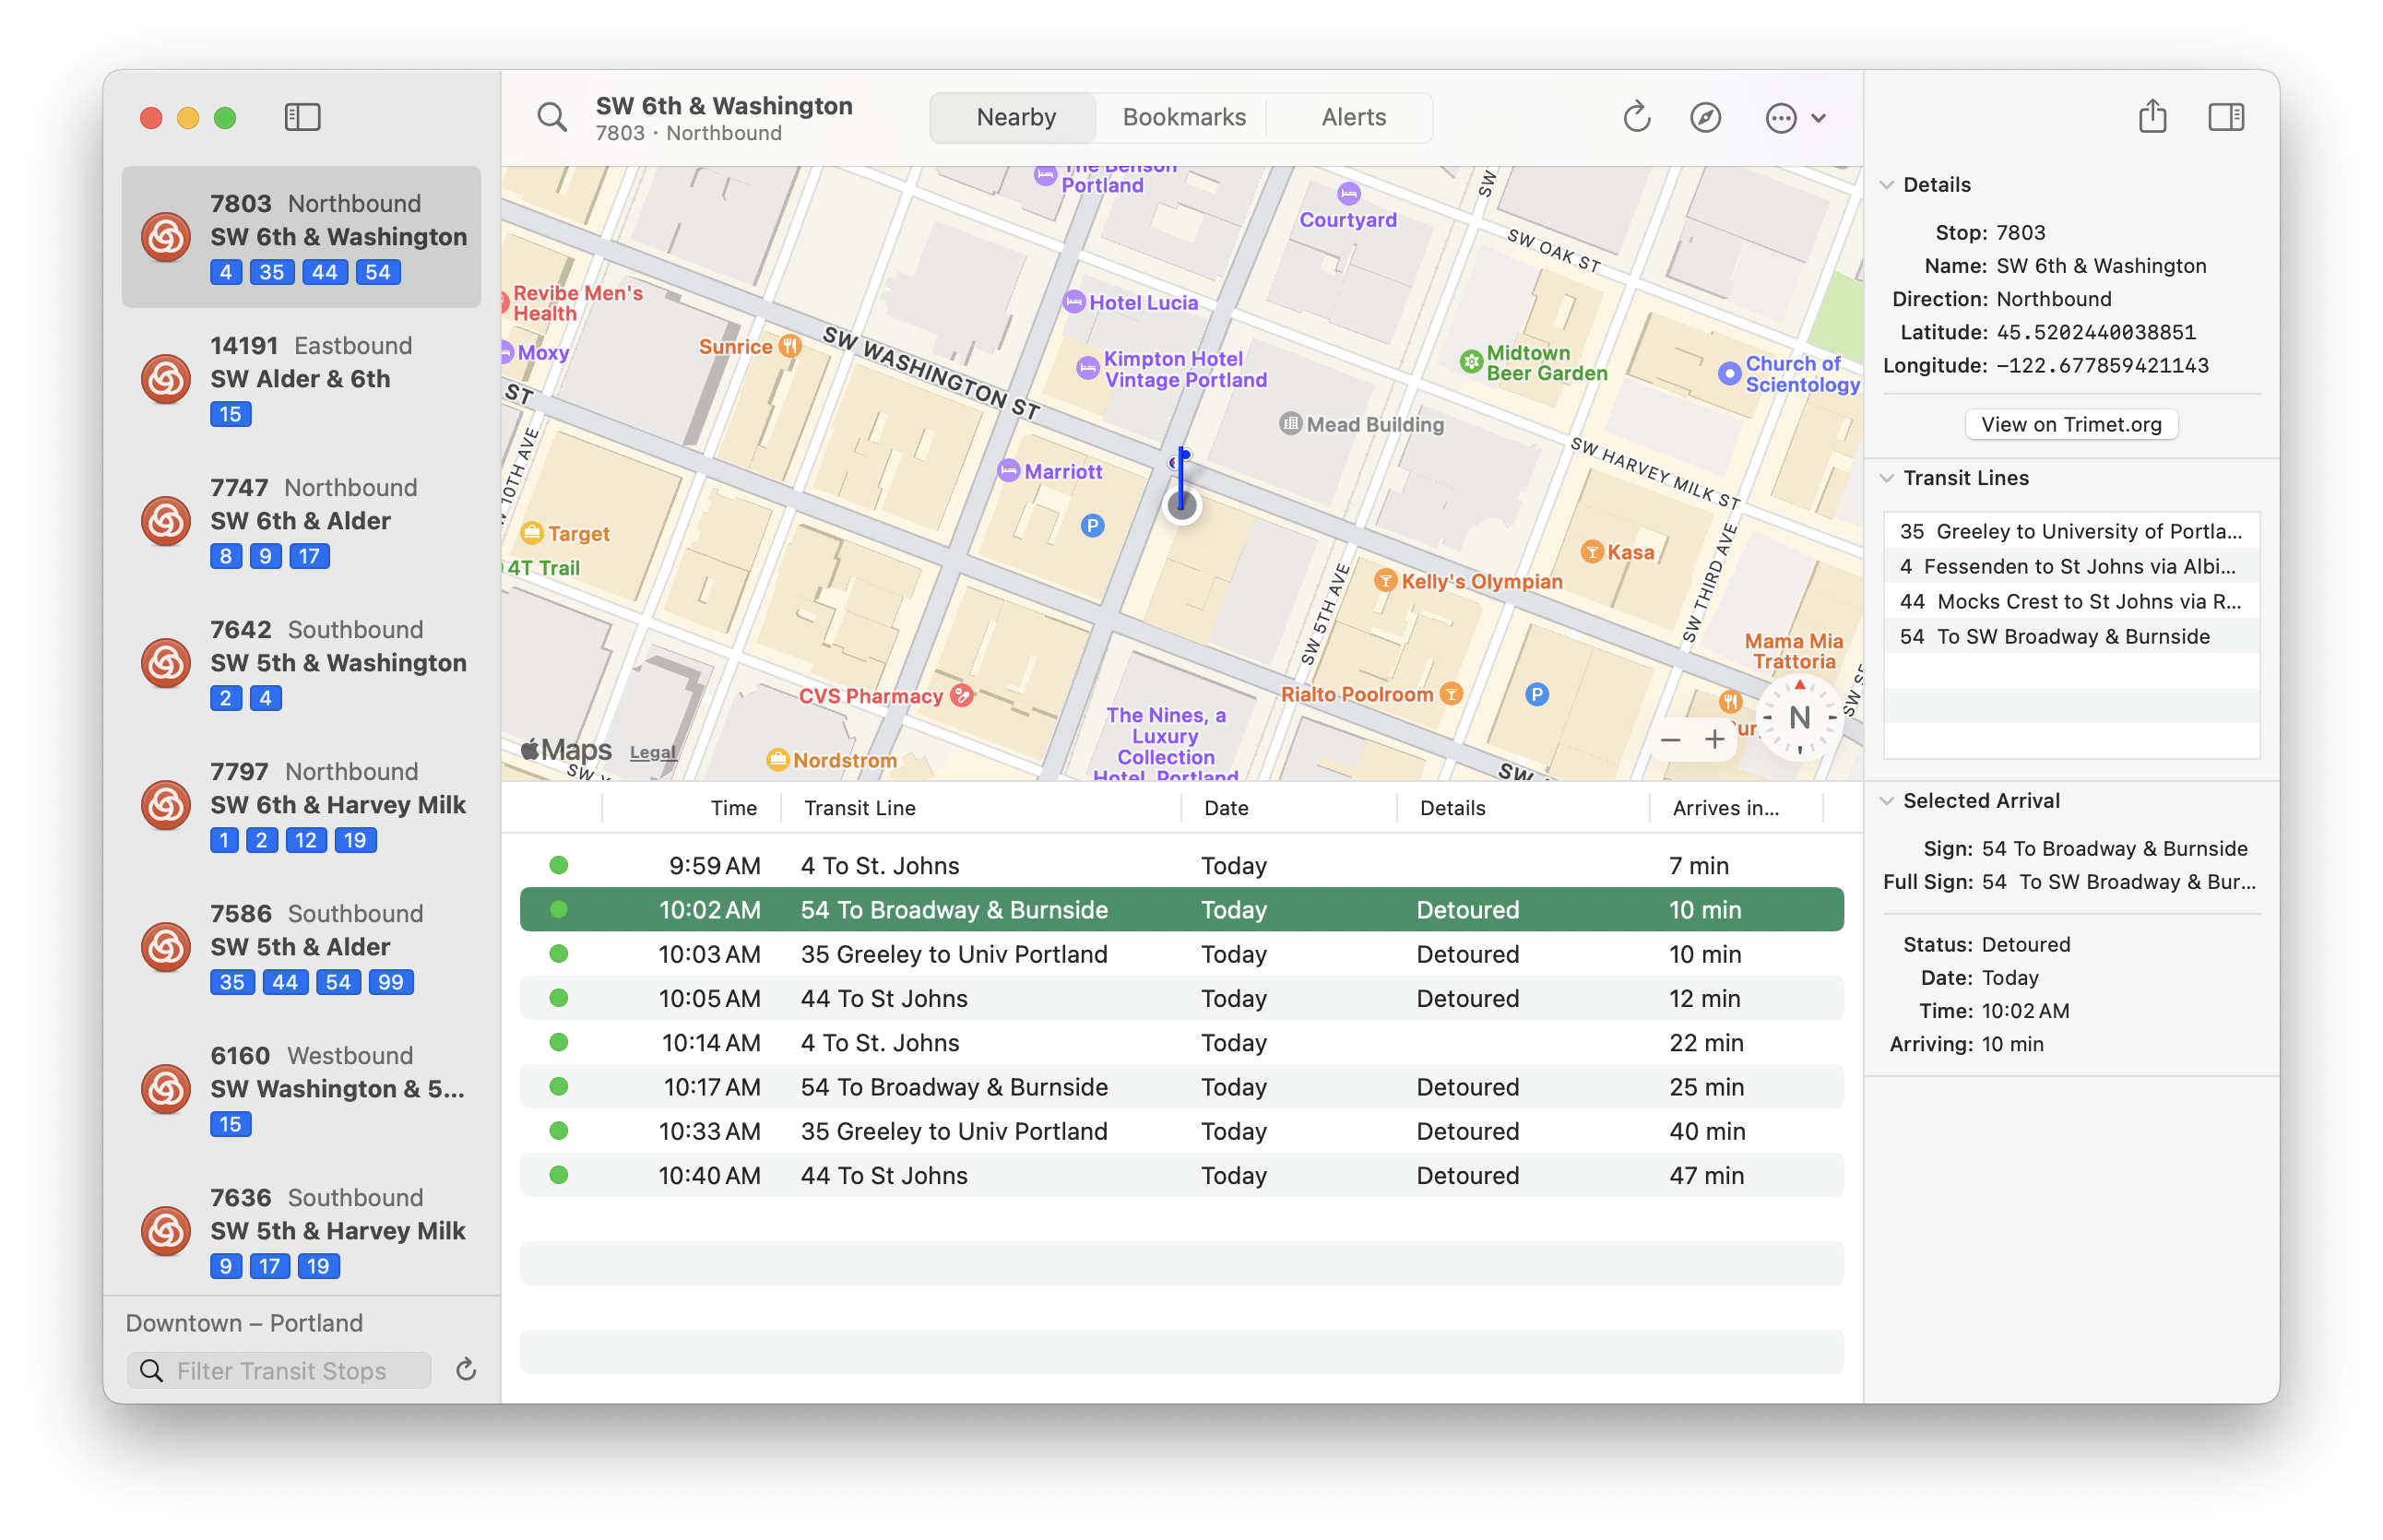 7803 Northbound
SW 6th & Washington
4 35 44 54
14191 Eastbound
SW Alder & 6th
15
7747 Northbound
SW 6th & Alder
8 9 17
7642 Southbound
SW 5th & Washington
2 4
7797 Northbound
SW 6th & Harvey Milk
1 2 12 19
7586 Southbound
SW 5th & Alder
35 44 54 99
6160 Westbound
SW Washington & 5...
15
7636 Southbound
SW 5th & Harvey Milk
9 17 19
Downtown – Portland
Filter Transit Stops
SW 6th & Washington
7803 · Northbound
Nearby Bookmarks Alerts
The Benson
Portland
Courtyard
SW
SW OAK ST
Revibe Men's
Health
Hotel Lucia
Sunrice
Moxy
SW WASHINGTON ST
Kimpton Hotel
Vintage Portland
Midtown
Beer Garden
Church of
Scientology
ST
Mead Building
10TH AVE
Marriott
SW HARVEY MILK ST
P
Target
4T Trail
Kasa
Kelly's Olympian
SW 5TH AVE
SW THIRD AVE
Mama Mia
Trattoria
CVS Pharmacy
Rialto Poolroom
P
The Nines, a
Luxury
Collection
Hotel, Portland
N
Maps Legal
Nordstrom
SW
Time Transit Line Date Details Arrives in...
9:59 AM 4 To St. Johns Today 7 min
10:02 AM 54 To Broadway & Burnside Today Detoured 10 min
10:03 AM 35 Greeley to Univ Portland Today Detoured 10 min
10:05 AM 44 To St Johns Today Detoured 12 min
10:14 AM 4 To St. Johns Today 22 min
10:17 AM 54 To Broadway & Burnside Today Detoured 25 min
10:33 AM 35 Greeley to Univ Portland Today Detoured 40 min
10:40 AM 44 To St Johns Today Detoured 47 min
Details
Stop: 7803
Name: SW 6th & Washington
Direction: Northbound
Latitude: 45.5202440038851
Longitude: −122.677859421143
View on Trimet.org
Transit Lines
35 Greeley to University of Portla...
4 Fessenden to St Johns via Albi...
44 Mocks Crest to St Johns via R...
54 To SW Broadway & Burnside
Selected Arrival
Sign: 54 To Broadway & Burnside
Full Sign: 54 To SW Broadway & Bur...
Status: Detoured
Date: Today
Time: 10:02 AM
Arriving: 10 min